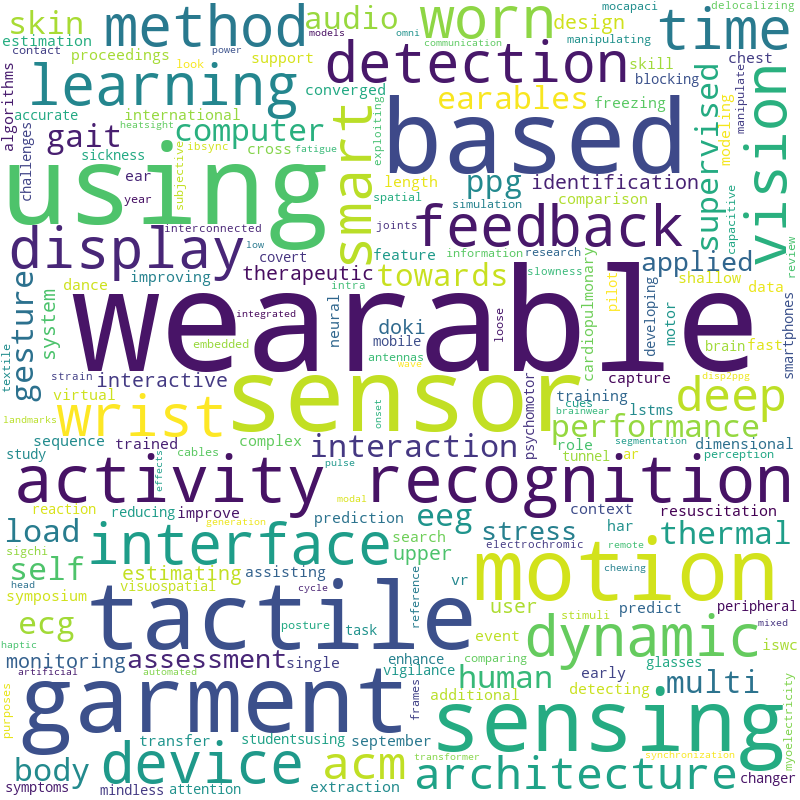 skin
method
audio
worn
design
mocapaci
delocalizing
estimation
contact
power
models
omni
communication
manipulating
time
proceedings
look
support
detection
skill
chest
algorithms
learning
converged
blocking
accurate
international
earables
freezing
manipulate
challenges
heatsight
libsync
fatigue
smart
exploiting
based
supervised
modeling
vision
gait
computer
cross
sickness
subjective
length
ppg
identification
spatial
simulation
comparison
capacitive
using
ear
year
interconnected
joints
feedback
display
covert
low
feature
information
research
applied
review
improving
therapeutic
intra
towards
slowness
shallow
gesture
dance
system
integrated
neural
doki
mobile
loose
cardiopulmonary
developing
pilot
data
motor
smartphones
wearable
textile
embedded
antennas
wave
brain
fast
strain
interactive
sensor
capture
disp2ppg
virtual
wrist
onset
psychomotor
training
cues
brainwear
lstms
deep
landmarks
sequence
trained
complex
interaction
performance
role
segmentation
dimensional
study
effects
cables
pulse
tunnel
ar
perception
activity recognition
modal
reaction
reducing
improve
generation
prediction
search
eeg
stress
context
har
resuscitation
load
sigchi
interface
upper
electrochromic
remote
thermal
self
head
estimating
assisting
vr
reference
motion
chewing
symposium
visuospatial
cycle
user
predict
peripheral
haptic
ecg
tactile
posture
task
event
stimuli
dynamic
mixed
iswc
monitoring
artificial
assessment
automated
single
enhance
vigilance
comparing
human
early
glasses
multi
purposes
garment
frames
additional
detecting
sensing
myoelectricity
transfer
studentsusing
september
transformer
synchronization
body
device
acm
architecture
changer
symptoms
mindless
attention
extraction